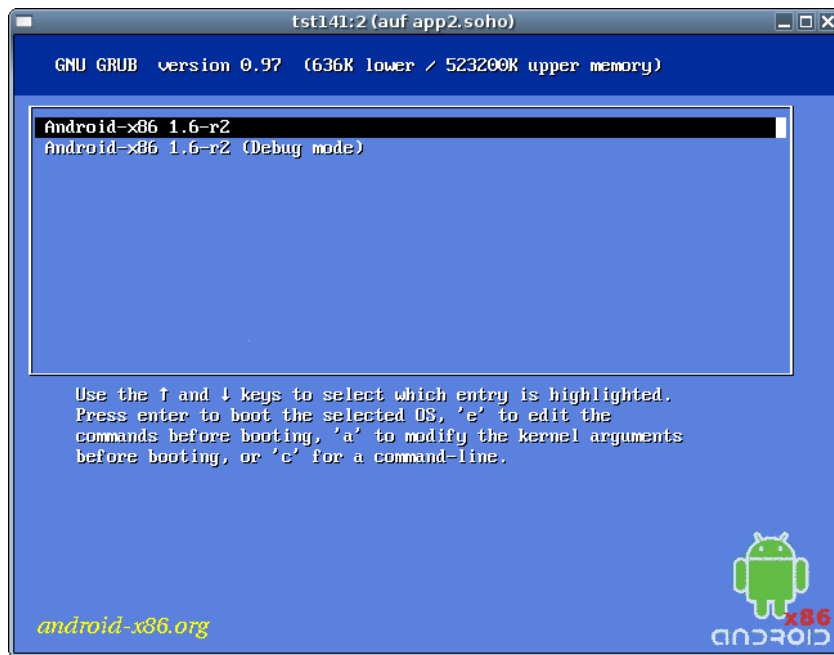 tst141:2 (auf app2.soho)
GNU GRUB version 0.97 (636K lower / 523200K upper memory)
Android-x86 1.6-r2
Android-x86 1.6-r2 (Debug mode)
Use the ↑ and ↓ keys to select which entry is highlighted.
Press enter to boot the selected OS, 'e' to edit the
commands before booting, 'a' to modify the kernel arguments
before booting, or 'c' for a command-line.
android-x86.org
x86
ANDROID